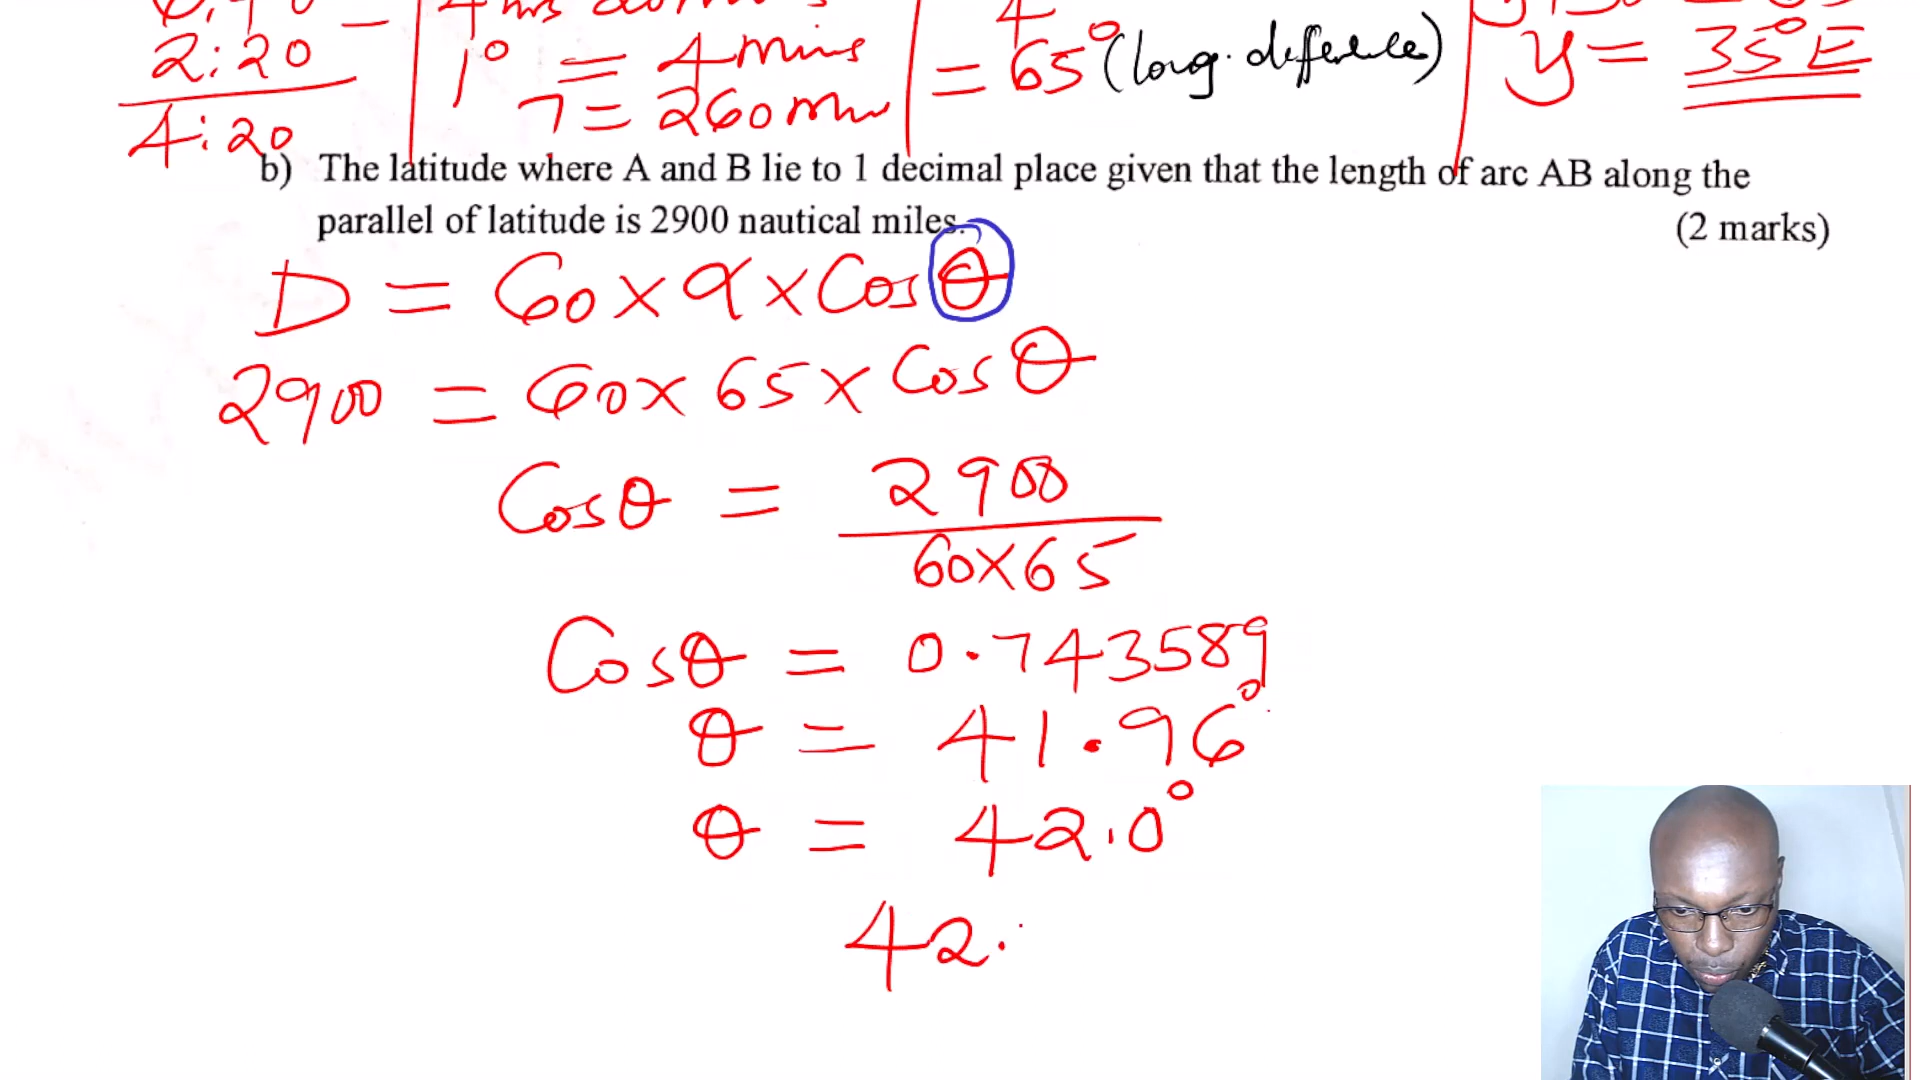 2:20
4:20
1° = 4 mins
? = 260 min
= 65° (long. difference)
y = 35°E
b) The latitude where A and B lie to 1 decimal place given that the length of arc AB along the
parallel of latitude is 2900 nautical miles. (2 marks)
D = 60 × α × Cos θ
2900 = 60 × 65 × Cos θ
Cos θ = 2900
60 × 65
Cos θ = 0.743589
θ = 41.96°
θ = 42.0°
42.